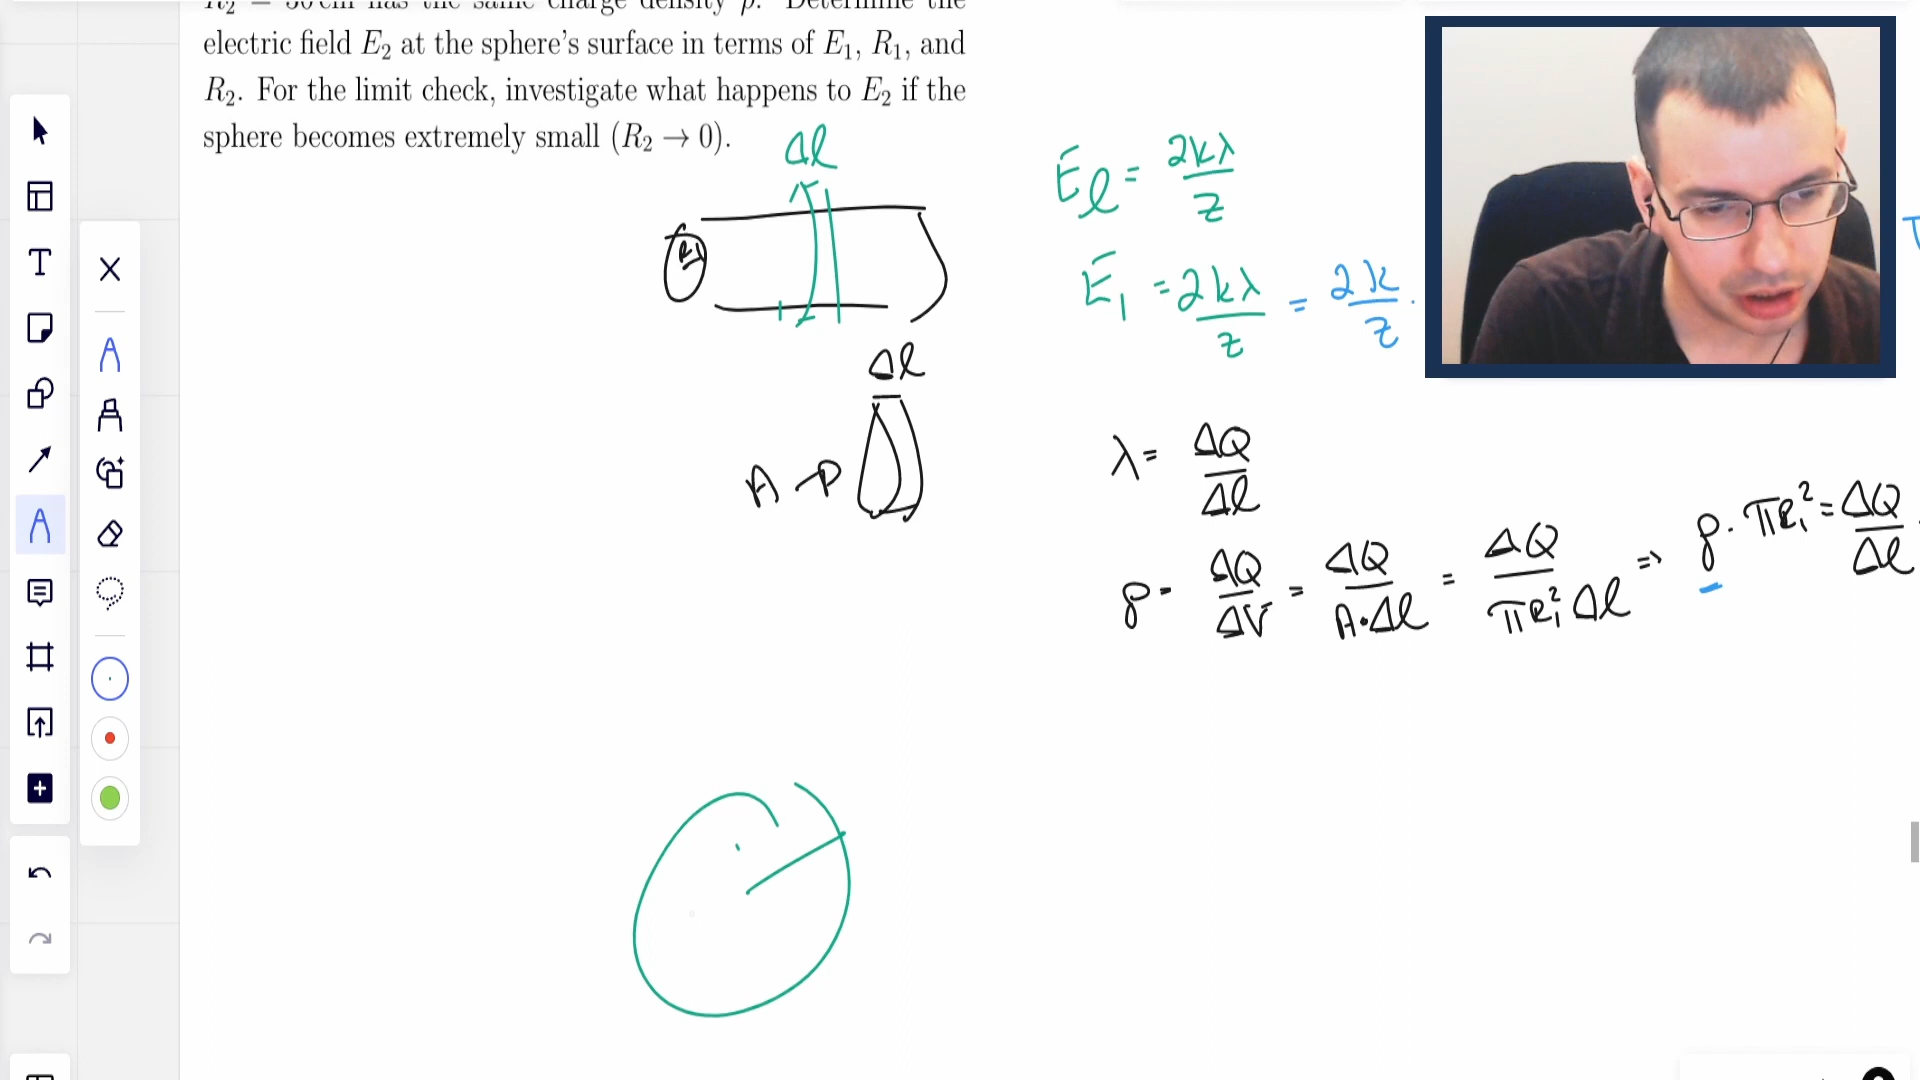 electric field E₂ at the sphere's surface in terms of E₁, R₁, and
R₂. For the limit check, investigate what happens to E₂ if the
sphere becomes extremely small (R₂ → 0).
Δl
R₁
Δl
A →
E_l = 2kλ / z
E₁ = 2kλ / z = 2k / z ·
λ = ΔQ / Δl
ρ = ΔQ / ΔV = ΔQ / A·Δl = ΔQ / πR₁²Δl ⇒ ρ · πR₁² = ΔQ / Δl
T